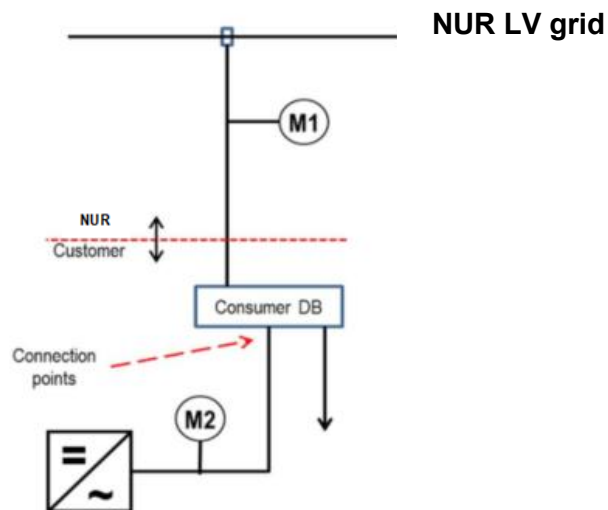 NUR LV grid
M1
NUR
Customer
Consumer DB
Connection
points
M2
=
~